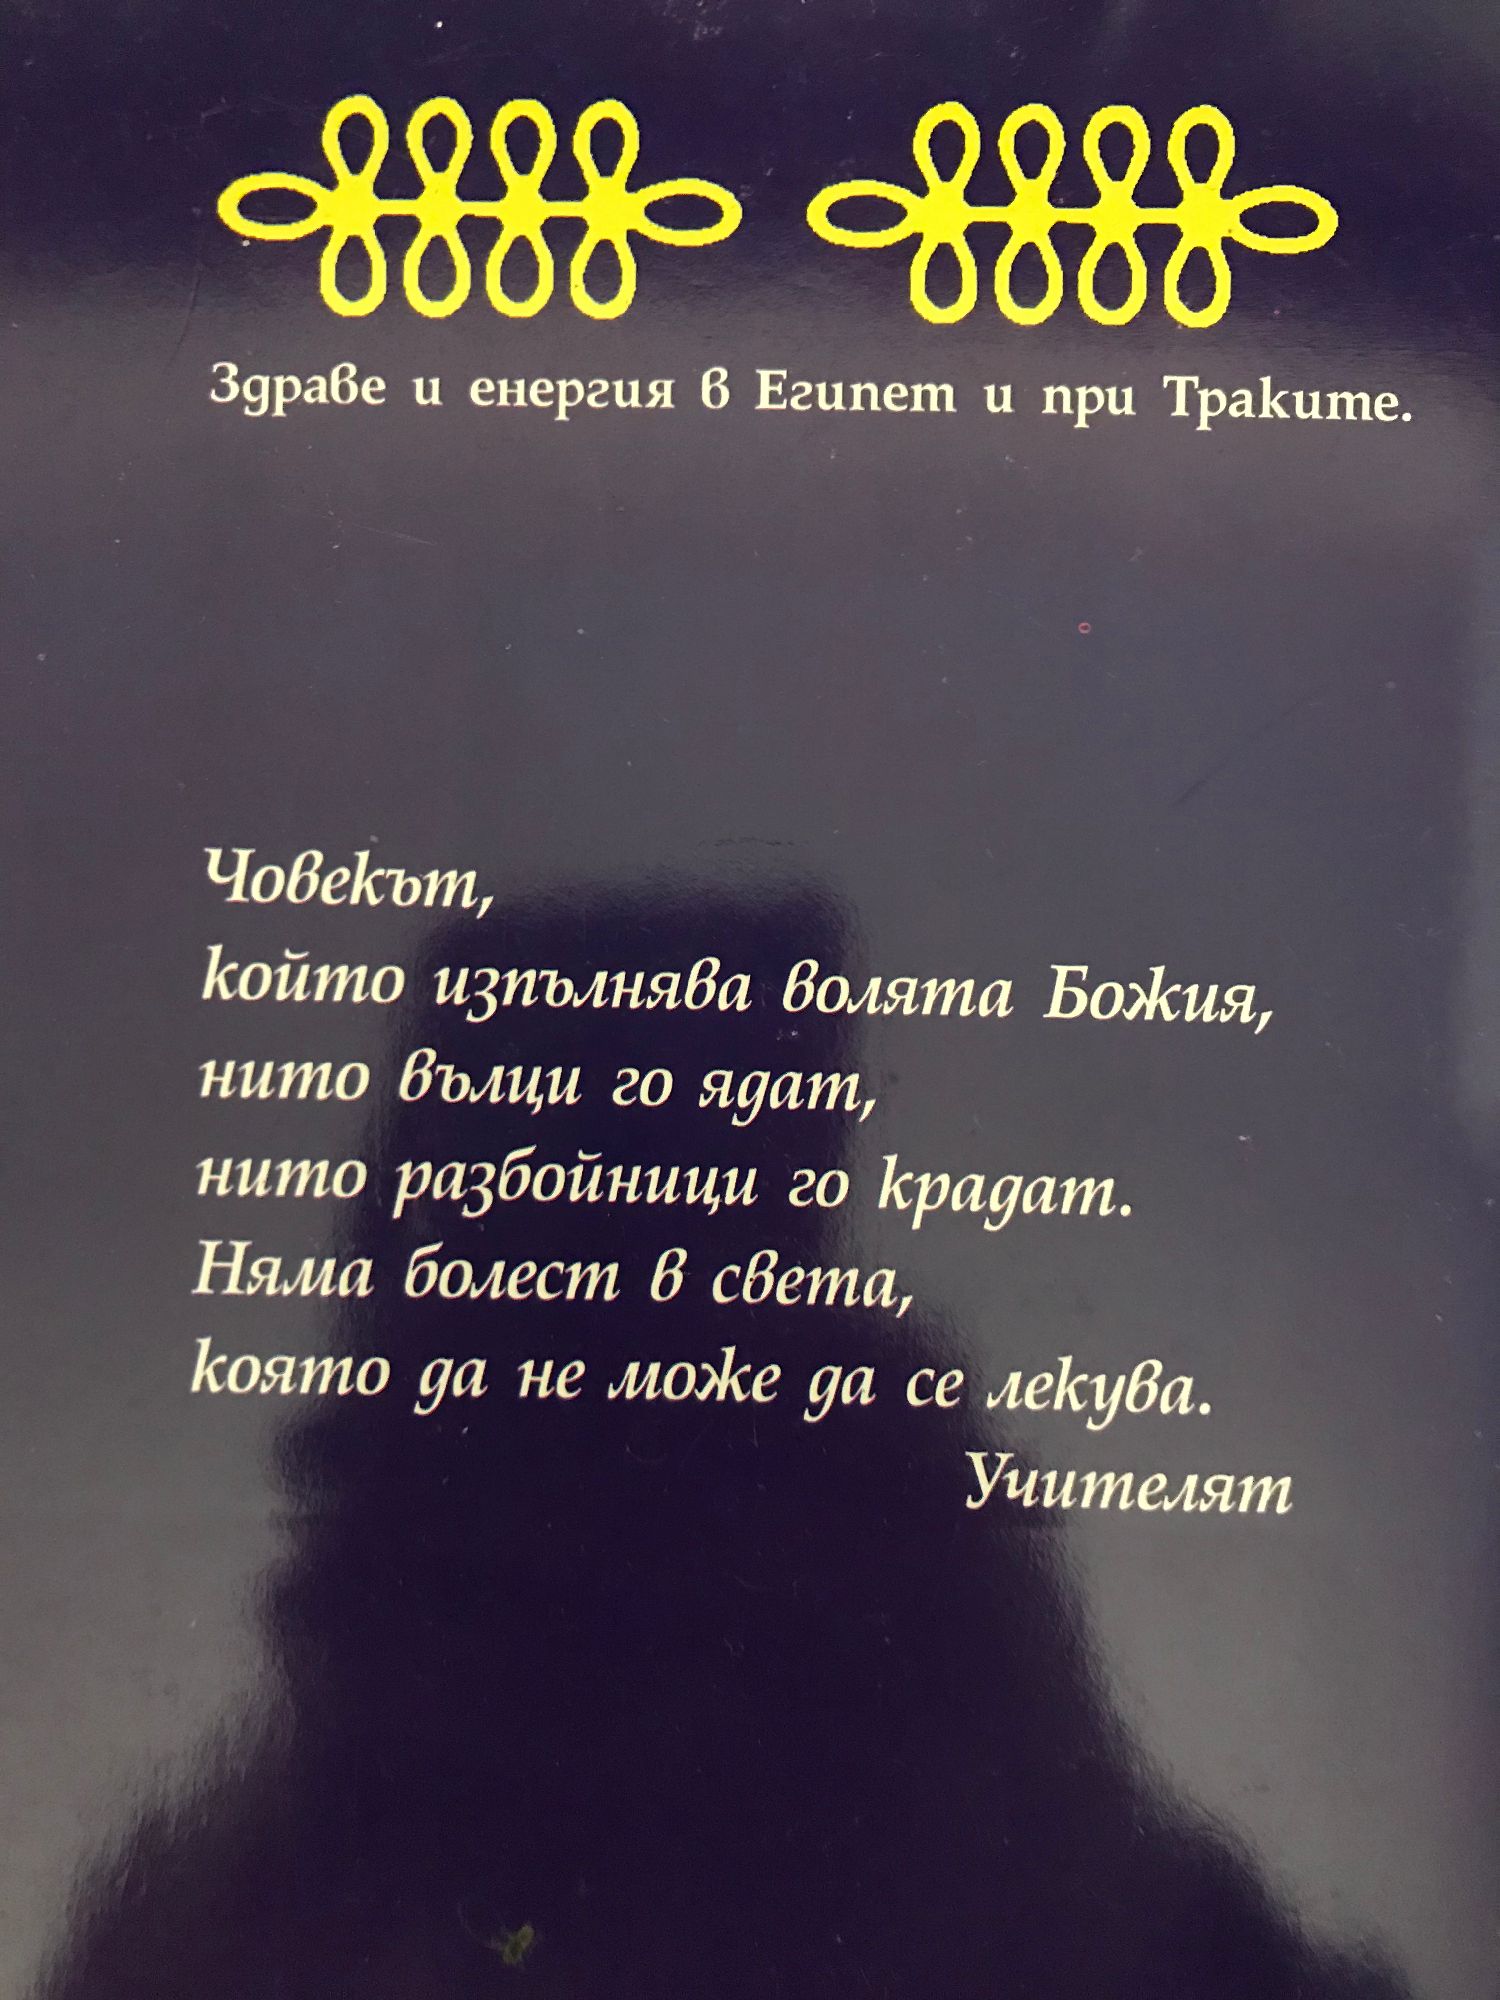 Здраве и енергия в Египет и при Траките.
Човекът,
който изпълнява волята Божия,
нито вълци го ядат,
нито разбойници го крадат.
Няма болест в света,
която да не може да се лекува.
Учителят